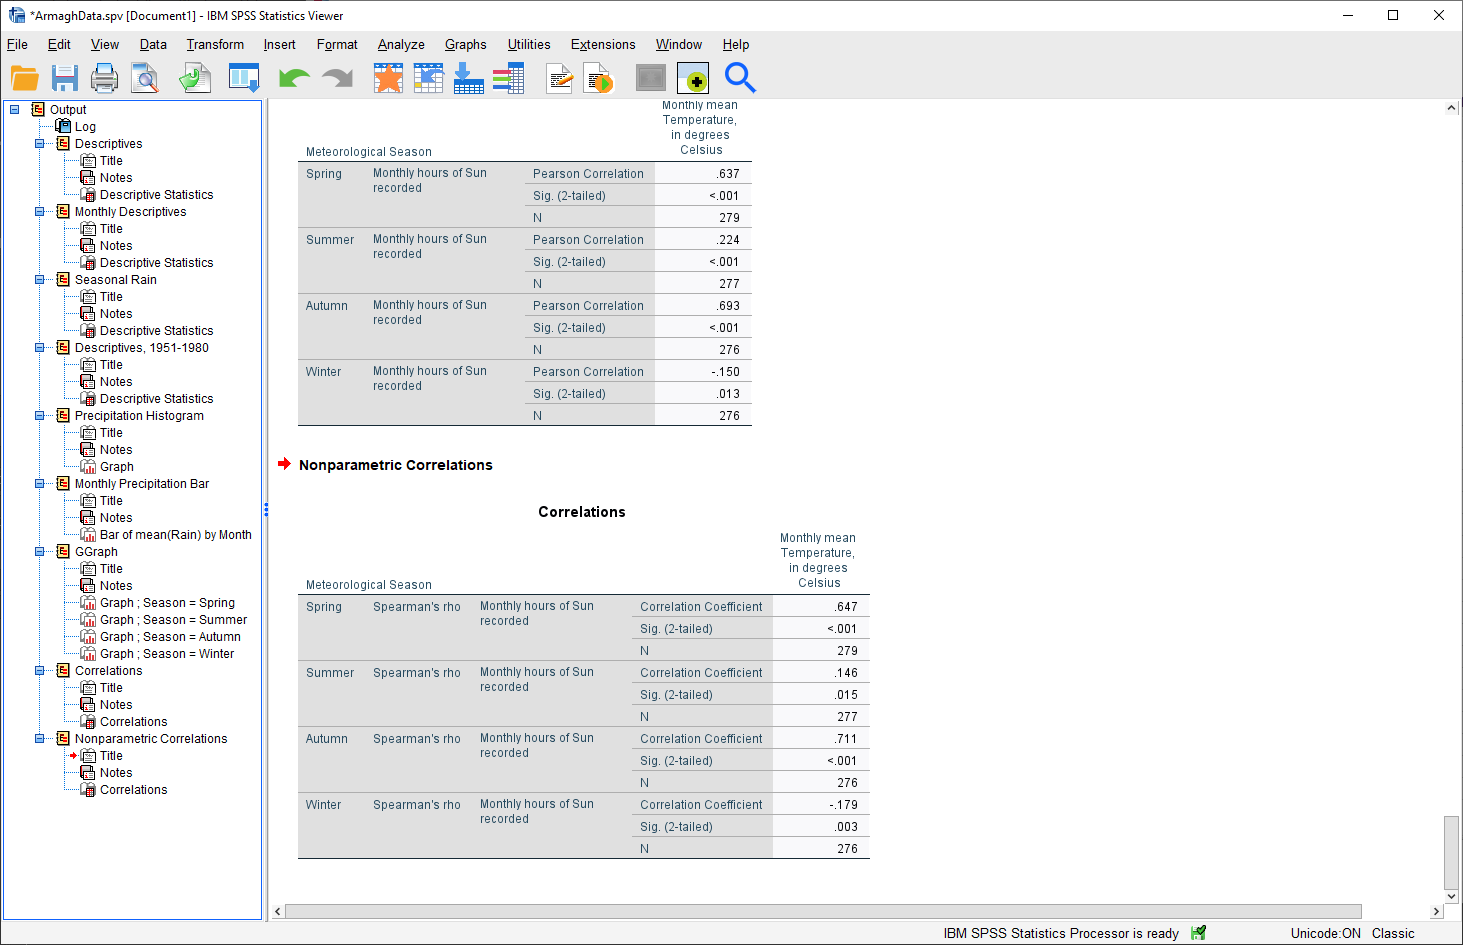 *ArmaghData.spv [Document1] - IBM SPSS Statistics Viewer
File Edit View Data Transform Insert Format Analyze Graphs Utilities Extensions Window Help
Output
Log
Descriptives
Title
Notes
Descriptive Statistics
Monthly Descriptives
Title
Notes
Descriptive Statistics
Seasonal Rain
Title
Notes
Descriptive Statistics
Descriptives, 1951-1980
Title
Notes
Descriptive Statistics
Precipitation Histogram
Title
Notes
Graph
Monthly Precipitation Bar
Title
Notes
Bar of mean(Rain) by Month
GGraph
Title
Notes
Graph ; Season = Spring
Graph ; Season = Summer
Graph ; Season = Autumn
Graph ; Season = Winter
Correlations
Title
Notes
Correlations
Nonparametric Correlations
Title
Notes
Correlations
Monthly mean
Temperature,
in degrees
Celsius
Meteorological Season
Spring Monthly hours of Sun recorded Pearson Correlation .637
Sig. (2-tailed) <.001
N 279
Summer Monthly hours of Sun recorded Pearson Correlation .224
Sig. (2-tailed) <.001
N 277
Autumn Monthly hours of Sun recorded Pearson Correlation .693
Sig. (2-tailed) <.001
N 276
Winter Monthly hours of Sun recorded Pearson Correlation -.150
Sig. (2-tailed) .013
N 276
Nonparametric Correlations
Correlations
Monthly mean
Temperature,
in degrees
Celsius
Meteorological Season
Spring Spearman's rho Monthly hours of Sun recorded Correlation Coefficient .647
Sig. (2-tailed) <.001
N 279
Summer Spearman's rho Monthly hours of Sun recorded Correlation Coefficient .146
Sig. (2-tailed) .015
N 277
Autumn Spearman's rho Monthly hours of Sun recorded Correlation Coefficient .711
Sig. (2-tailed) <.001
N 276
Winter Spearman's rho Monthly hours of Sun recorded Correlation Coefficient -.179
Sig. (2-tailed) .003
N 276
IBM SPSS Statistics Processor is ready Unicode:ON Classic